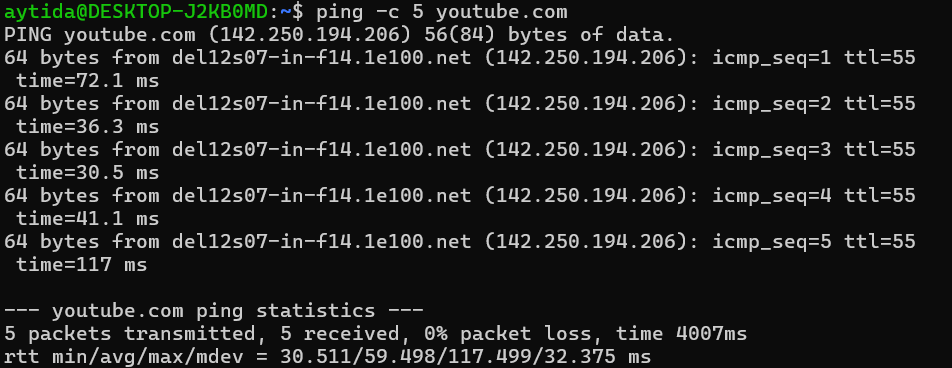 aytida@DESKTOP-J2KB0MD:~$ ping -c 5 youtube.com
PING youtube.com (142.250.194.206) 56(84) bytes of data.
64 bytes from del12s07-in-f14.1e100.net (142.250.194.206): icmp_seq=1 ttl=55
 time=72.1 ms
64 bytes from del12s07-in-f14.1e100.net (142.250.194.206): icmp_seq=2 ttl=55
 time=36.3 ms
64 bytes from del12s07-in-f14.1e100.net (142.250.194.206): icmp_seq=3 ttl=55
 time=30.5 ms
64 bytes from del12s07-in-f14.1e100.net (142.250.194.206): icmp_seq=4 ttl=55
 time=41.1 ms
64 bytes from del12s07-in-f14.1e100.net (142.250.194.206): icmp_seq=5 ttl=55
 time=117 ms

--- youtube.com ping statistics ---
5 packets transmitted, 5 received, 0% packet loss, time 4007ms
rtt min/avg/max/mdev = 30.511/59.498/117.499/32.375 ms